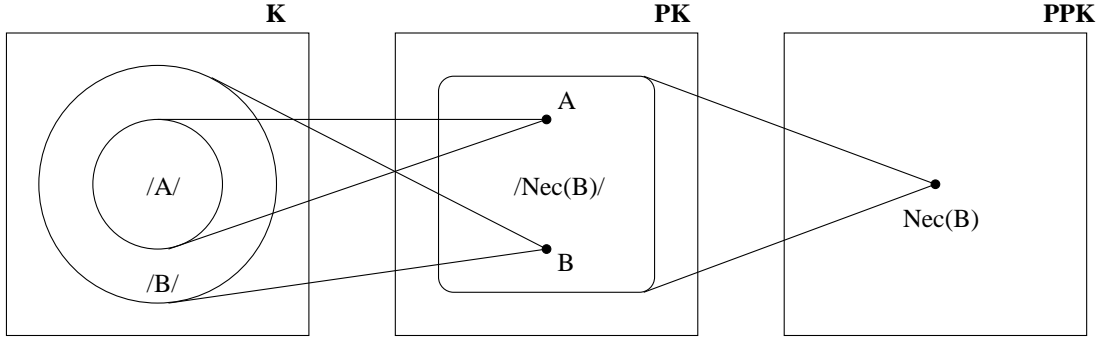 K
PK
PPK
A
/A/
/Nec(B)/
Nec(B)
B
/B/